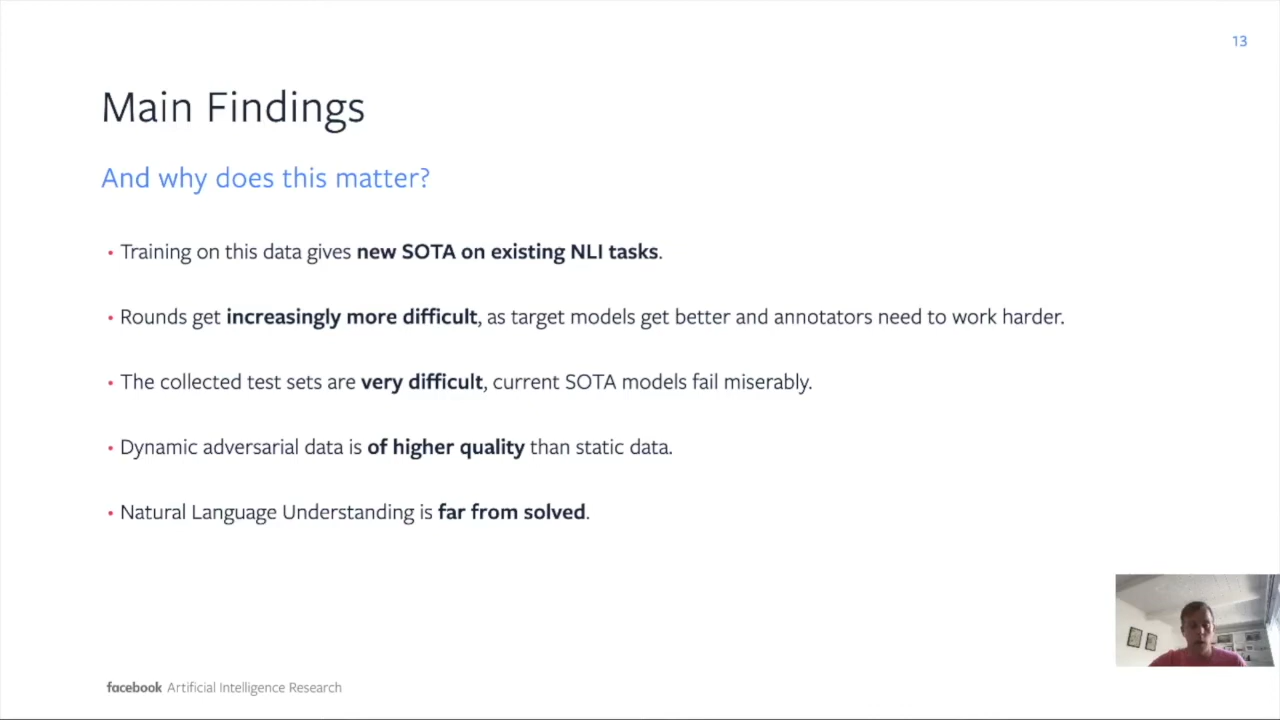 13
Main Findings
And why does this matter?
• Training on this data gives new SOTA on existing NLI tasks.
• Rounds get increasingly more difficult, as target models get better and annotators need to work harder.
• The collected test sets are very difficult, current SOTA models fail miserably.
• Dynamic adversarial data is of higher quality than static data.
• Natural Language Understanding is far from solved.
facebook Artificial Intelligence Research